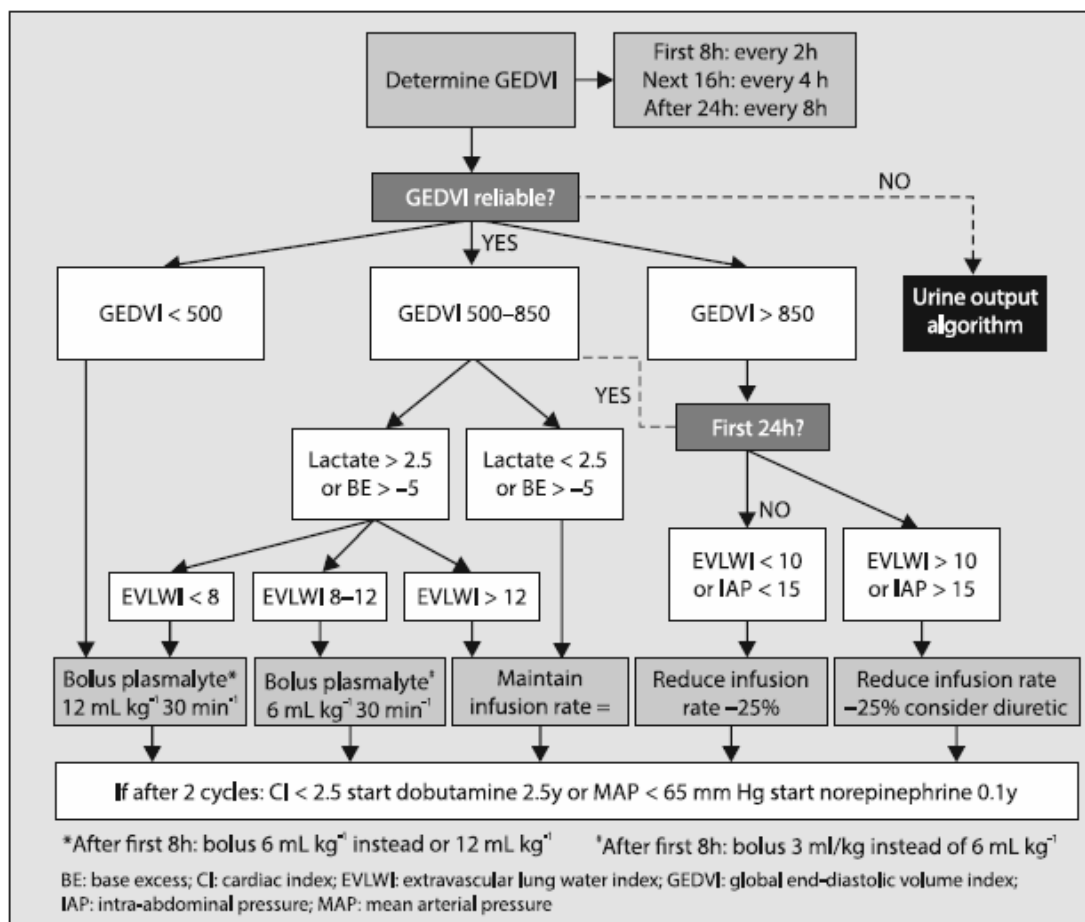 Determine GEDVI
First 8h: every 2h
Next 16h: every 4 h
After 24h: every 8h
GEDVI reliable?
NO
YES
GEDVI < 500
GEDVI 500–850
GEDVI > 850
Urine output
algorithm
YES
First 24h?
Lactate > 2.5
or BE > –5
Lactate < 2.5
or BE > –5
NO
EVLWI < 10
or IAP < 15
EVLWI > 10
or IAP > 15
EVLWI < 8
EVLWI 8–12
EVLWI > 12
Bolus plasmalyte*
12 mL kg⁻¹ 30 min⁻¹
Bolus plasmalyte‡
6 mL kg⁻¹ 30 min⁻¹
Maintain
infusion rate =
Reduce infusion
rate –25%
Reduce infusion rate
–25% consider diuretic
If after 2 cycles: CI < 2.5 start dobutamine 2.5y or MAP < 65 mm Hg start norepinephrine 0.1y
*After first 8h: bolus 6 mL kg⁻¹ instead or 12 mL kg⁻¹
‡After first 8h: bolus 3 ml/kg instead of 6 mL kg⁻¹
BE: base excess; CI: cardiac index; EVLWI: extravascular lung water index; GEDVI: global end-diastolic volume index;
IAP: intra-abdominal pressure; MAP: mean arterial pressure